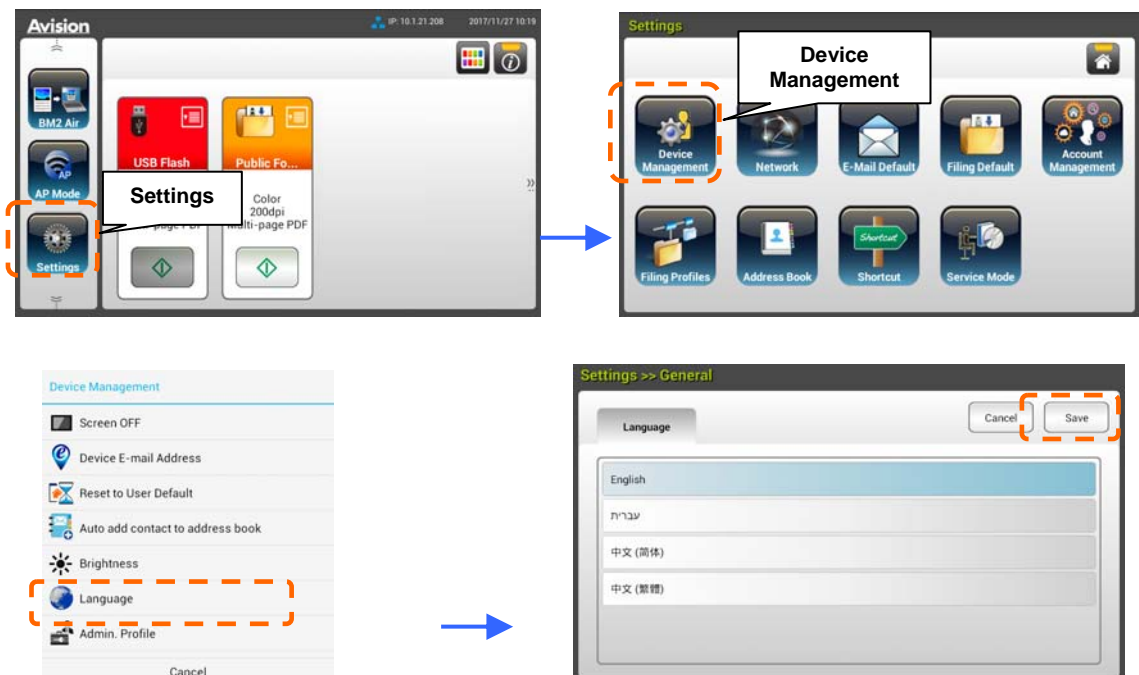 Avision
IP: 10.1.21.208 2017/11/27 10:19
BM2 Air
AP Mode
Settings
USB Flash
Public Fo...
Settings
Color
200dpi
Multi-page PDF
Settings
Device
Management
Device
Management
Network
E-Mail Default
Filing Default
Account
Management
Filing Profiles
Address Book
Shortcut
Shortcut
Service Mode
Device Management
Screen OFF
Device E-mail Address
Reset to User Default
Auto add contact to address book
Brightness
Language
Admin. Profile
Cancel
Settings >> General
Language
Cancel
Save
English
עברית
中文 (简体)
中文 (繁體)